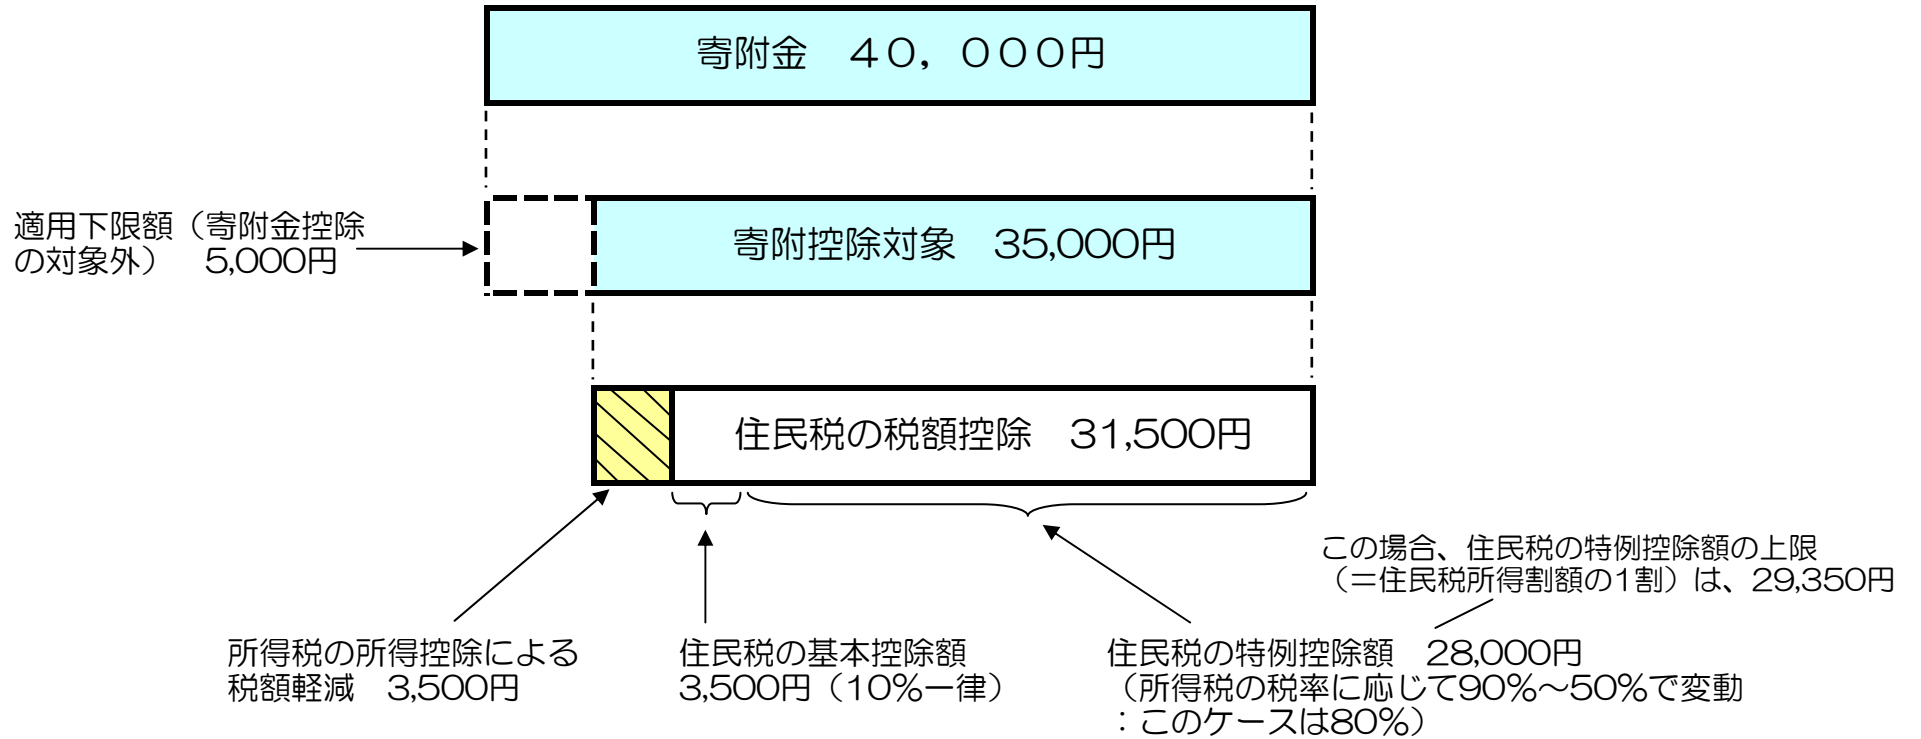 寄附金　４０，０００円
適用下限額（寄附金控除
の対象外）　5,000円
寄附控除対象　35,000円
住民税の税額控除　31,500円
この場合、住民税の特例控除額の上限
（＝住民税所得割額の1割）は、29,350円
所得税の所得控除による
税額軽減　3,500円
住民税の基本控除額
3,500円（10%一律）
住民税の特例控除額　28,000円
（所得税の税率に応じて90%～50%で変動
：このケースは80%）